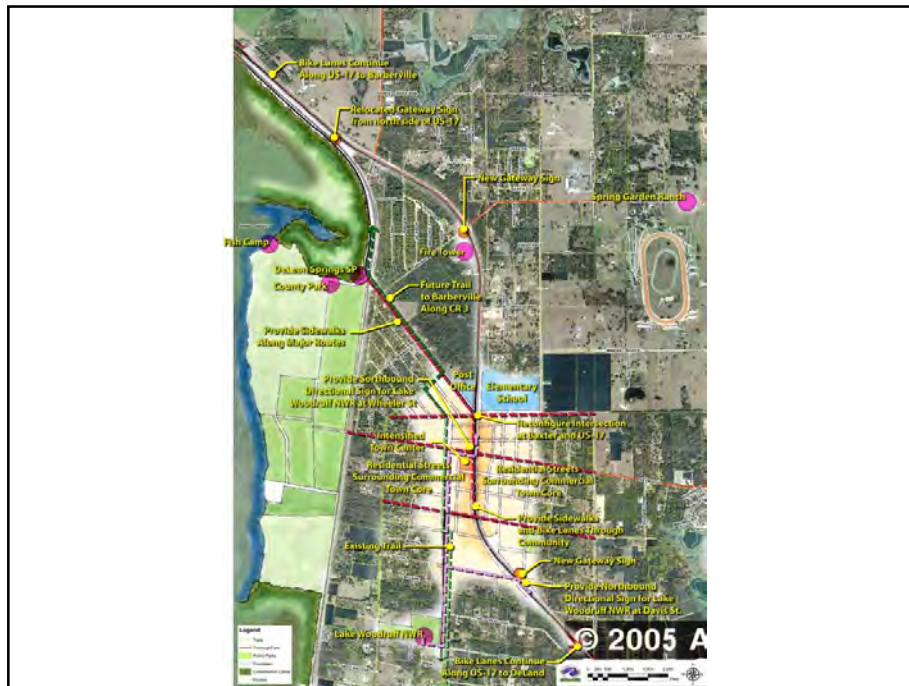 Bike Lanes Continue
Along US-17 to Barberville
Relocated Gateway Sign
from north side of US-17
New Gateway Sign
Spring Garden Ranch
Fish Camp
Fire Tower
DeLeon Springs SP
County Park
Future Trail
to Barberville
Along CR 3
Provide Sidewalks
Along Major Routes
Provide Sorthbound
Directional Sign for Lake
Woodruff NWR at Wheeler St
Post
Office
Elementary
School
Reconfigure Intersection
at Baxter and US-17
Intensified
Town Center
Residential Streets
Surrounding Commercial
Town Core
Residential Streets
Surrounding Commercial
Town Core
Provide Sidewalks
and Bike Lanes Through
Community
Existing Trail
New Gateway Sign
Provide Northbound
Directional Sign for Lake
Woodruff NWR at Davis St.
Lake Woodruff NWR
© 2005 A
Bike Lanes Continue
Along US-17 to DeLand
Legend